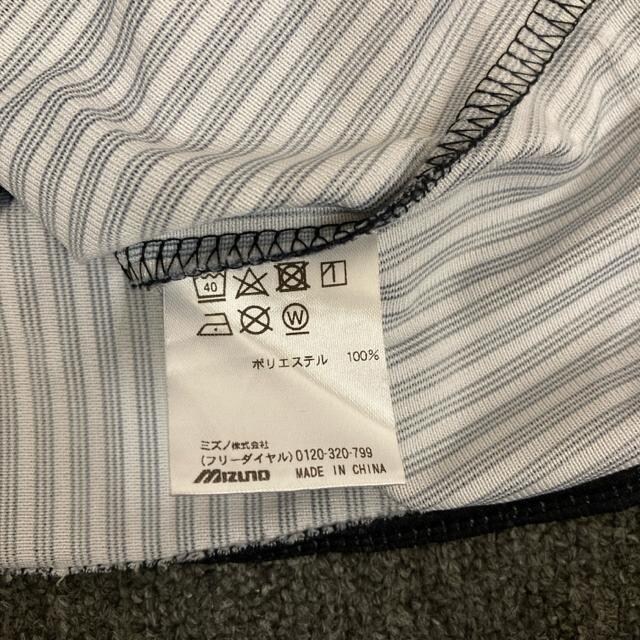 40
W
ポリエステル 100%
ミズノ株式会社
(フリーダイヤル)0120-320-799
MIZUNO MADE IN CHINA